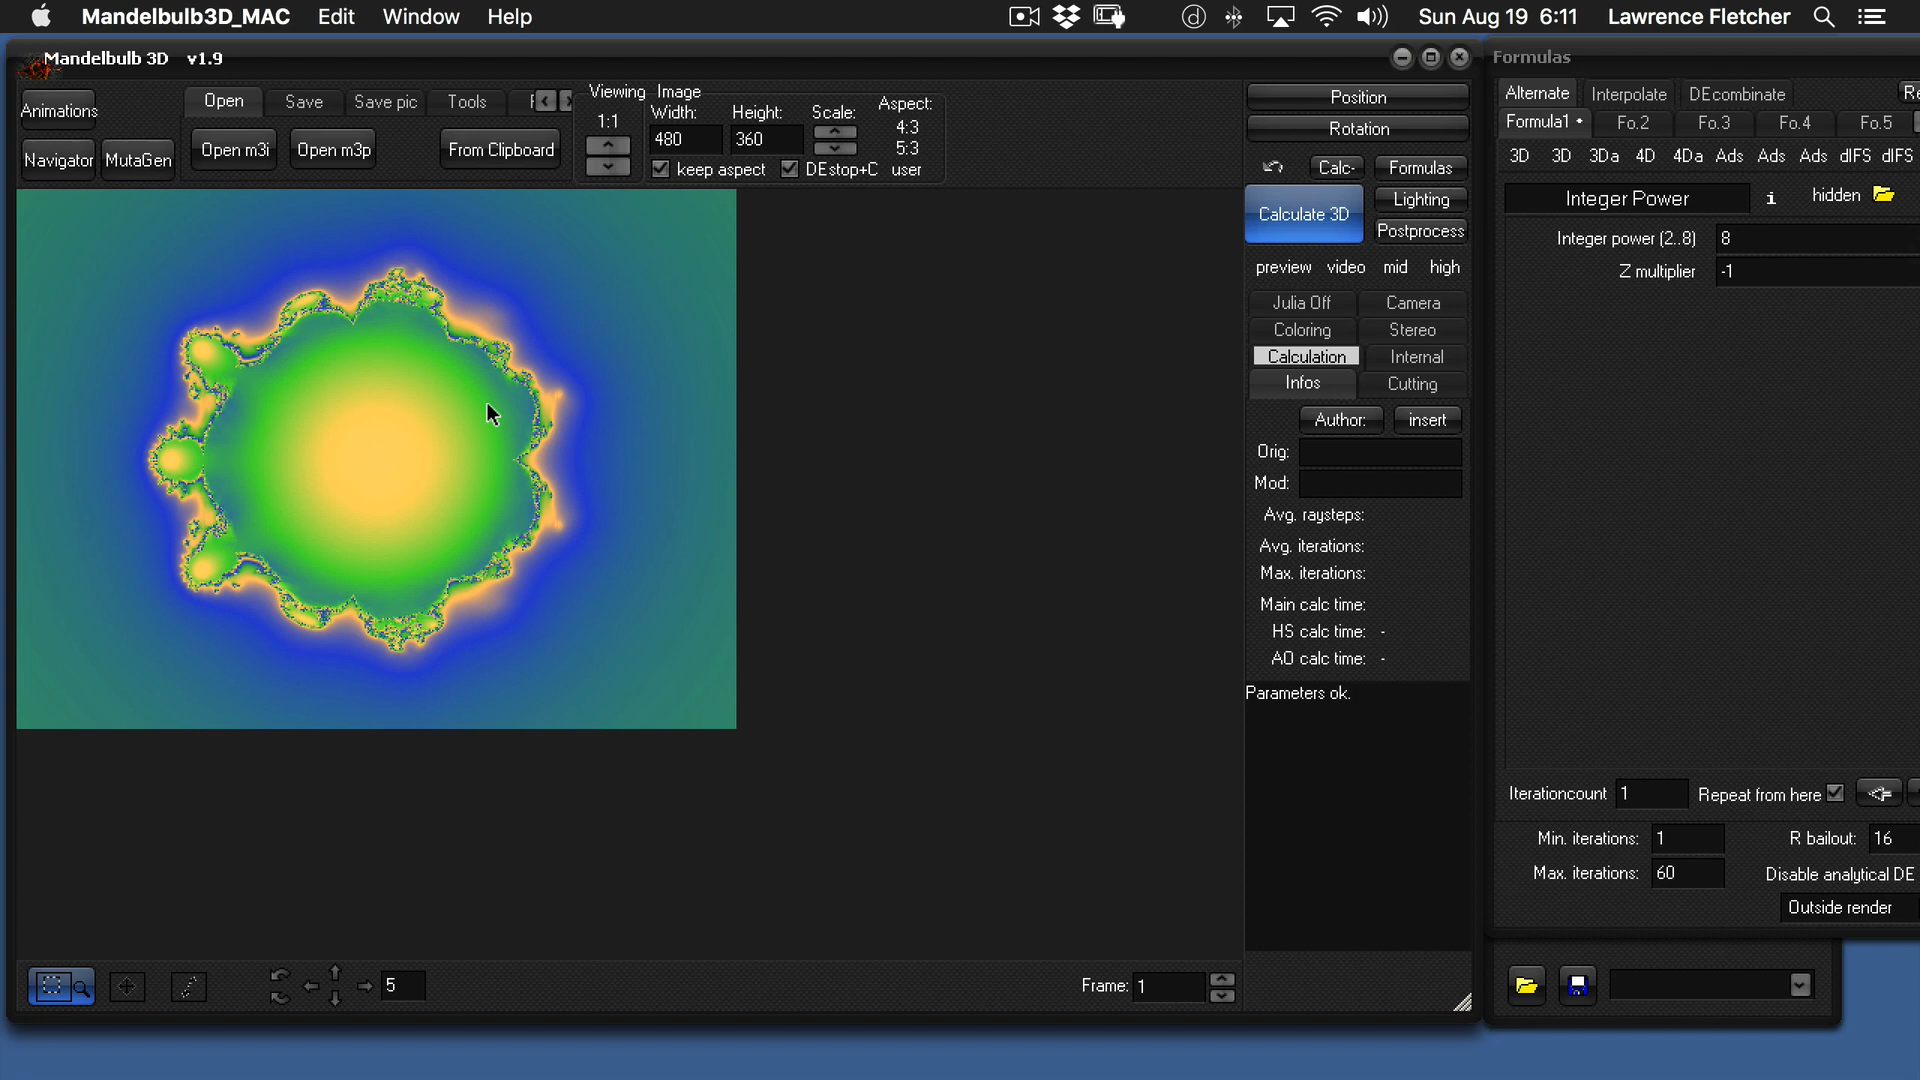 Mandelbulb3D_MAC Edit Window Help Sun Aug 19 6:11 Lawrence Fletcher
Mandelbulb 3D v1.9
Formulas
Animations
Open Save Save pic Tools
Viewing
1:1
Image
Width: Height: Scale: Aspect:
480 360 4:3
5:3
keep aspect DEstop+C user
Navigator MutaGen Open m3i Open m3p From Clipboard
Position
Rotation
Calc- Formulas
Calculate 3D Lighting
Postprocess
preview video mid high
Julia Off Camera
Coloring Stereo
Calculation Internal
Infos Cutting
Author: insert
Orig:
Mod:
Avg. raysteps:
Avg. iterations:
Max. iterations:
Main calc time:
HS calc time: -
AO calc time: -
Parameters ok.
Alternate Interpolate DEcombinate Re
Formula1 • Fo.2 Fo.3 Fo.4 Fo.5
3D 3D 3Da 4D 4Da Ads Ads Ads dIFS dIFS
Integer Power i hidden
Integer power (2..8) 8
Z multiplier -1
Iterationcount 1 Repeat from here
Min. iterations: 1 R bailout: 16
Max. iterations: 60 Disable analytical DE
Outside render
5
Frame: 1